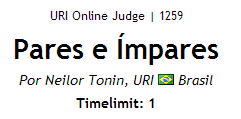 URI Online Judge | 1259
Pares e Ímpares
Por Neilor Tonin, URI Brasil
Timelimit: 1